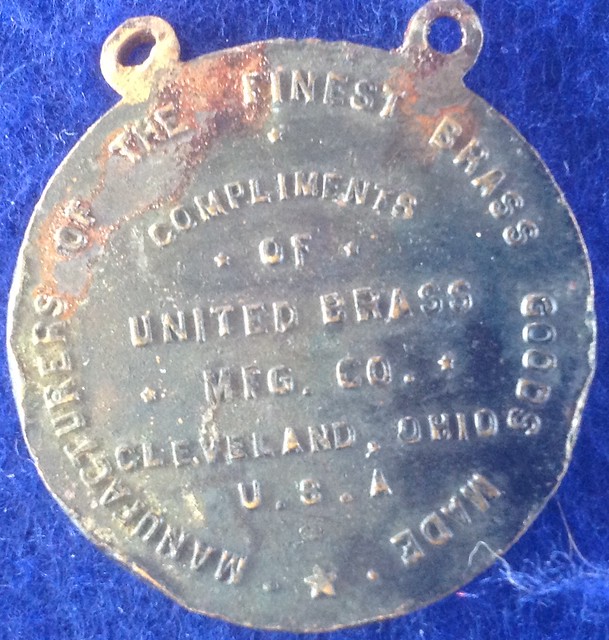 MANUFACTURERS OF THE FINEST BRASS GOODS MADE
COMPLIMENTS
OF
UNITED BRASS
MFG. CO.
CLEVELAND, OHIO
U.S.A